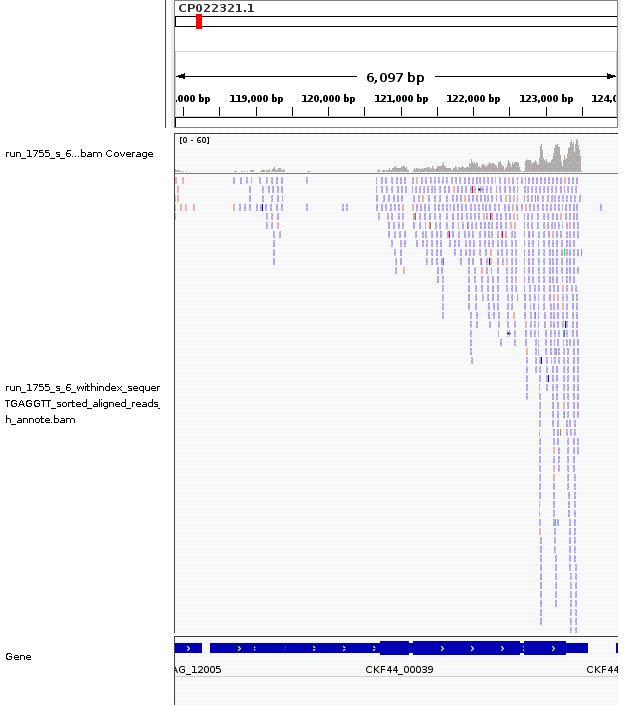 CP022321.1
6,097 bp
,000 bp 119,000 bp 120,000 bp 121,000 bp 122,000 bp 123,000 bp 124,0
run_1755_s_6...bam Coverage
[0 - 60]
run_1755_s_6_withindex_sequer
TGAGGTT_sorted_aligned_reads_
h_annote.bam
Gene
AG_12005 CKF44_00039 CKF44